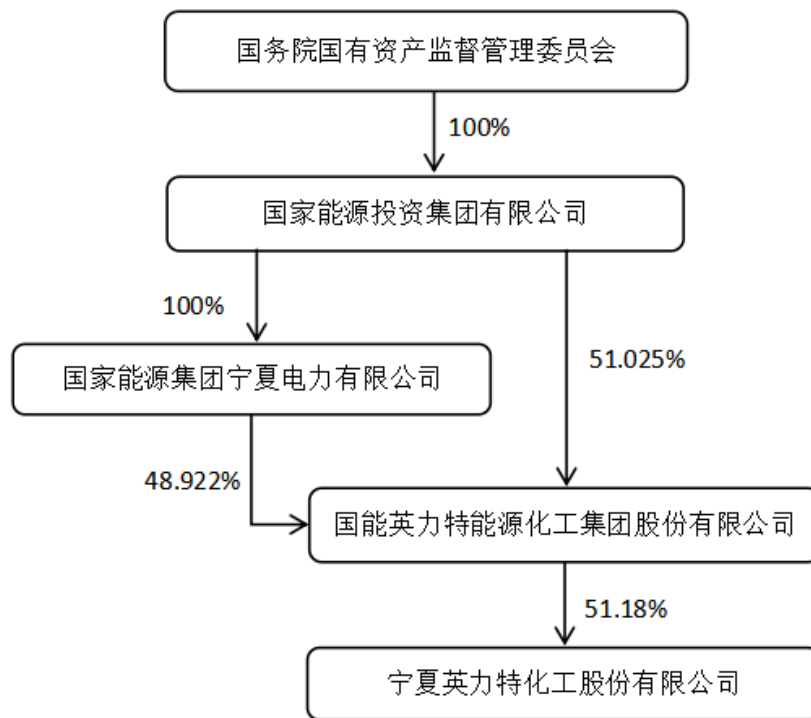 国务院国有资产监督管理委员会
100%
国家能源投资集团有限公司
100%
51.025%
国家能源集团宁夏电力有限公司
48.922%
国能英力特能源化工集团股份有限公司
51.18%
宁夏英力特化工股份有限公司